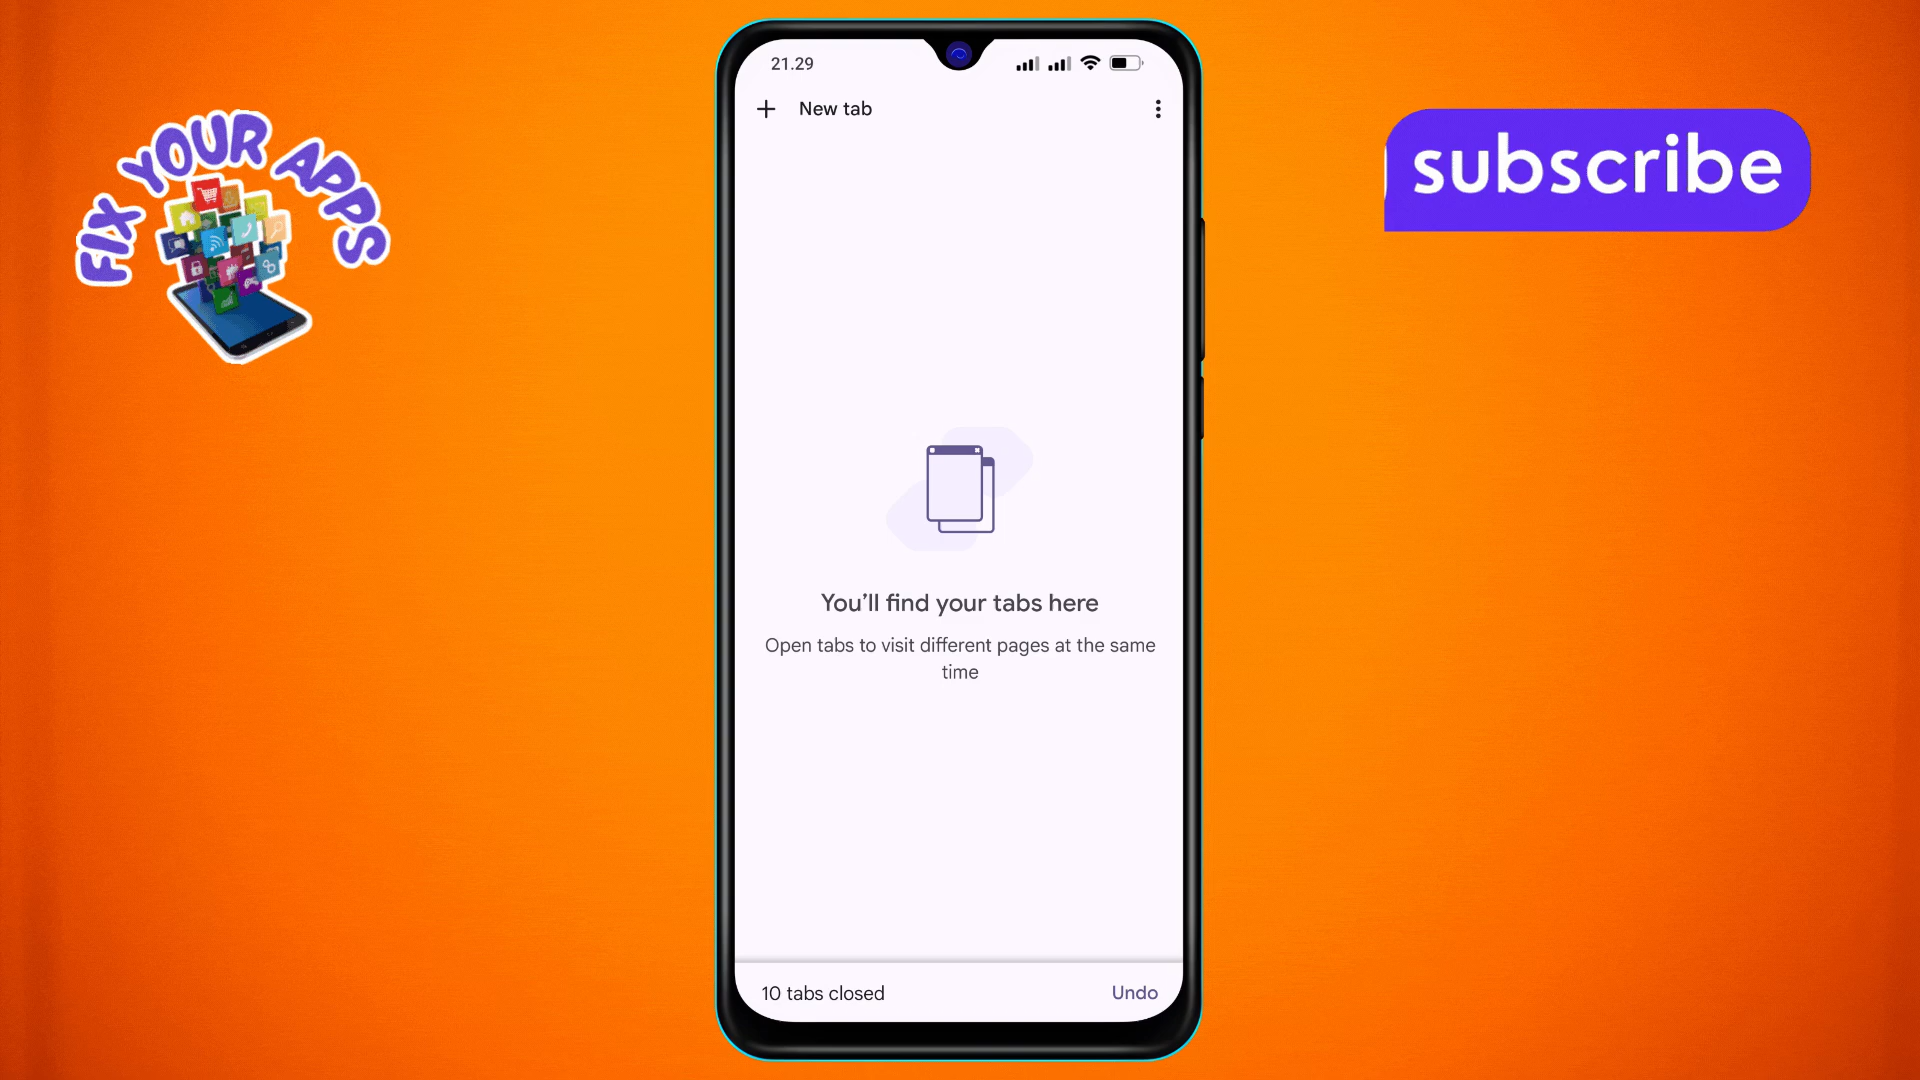 FIX YOUR APPS
subscribe
21.29
New tab
You’ll find your tabs here
Open tabs to visit different pages at the same
time
10 tabs closed
Undo